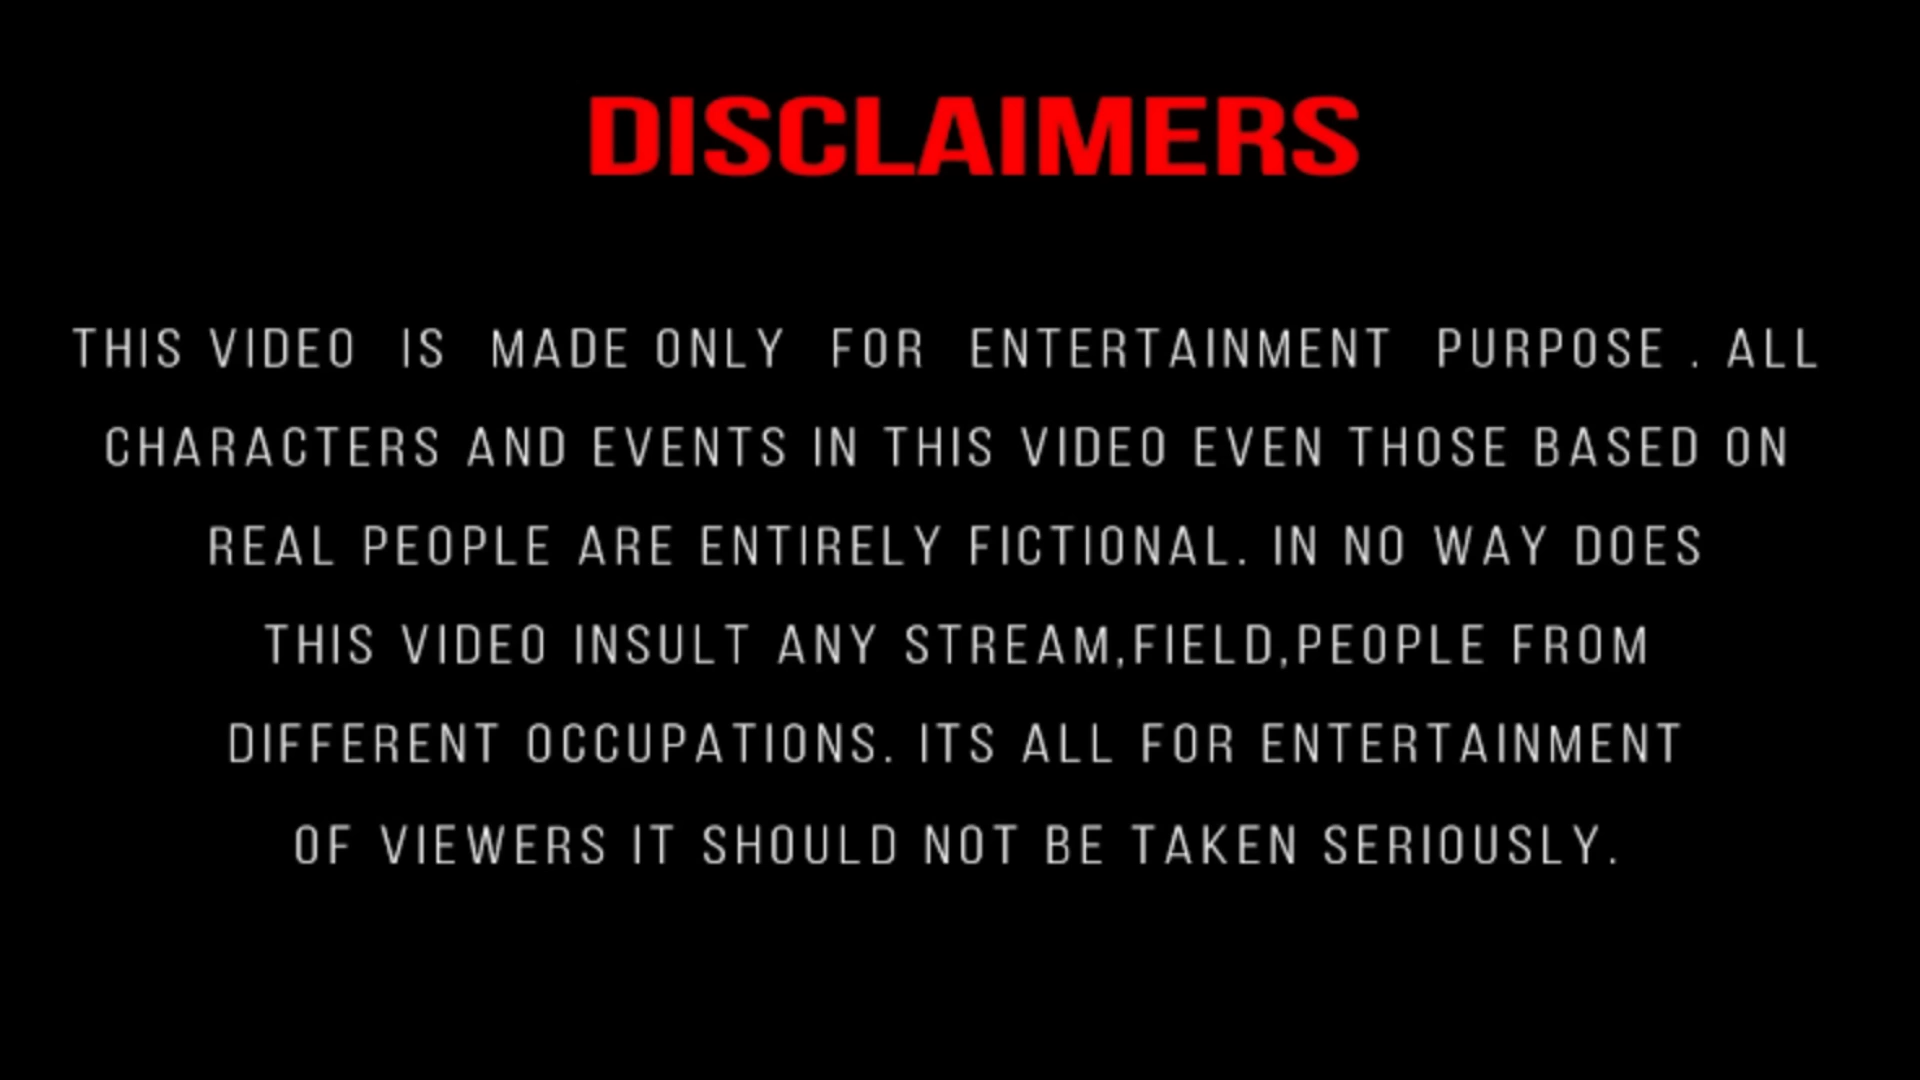 DISCLAIMERS
THIS VIDEO IS MADE ONLY FOR ENTERTAINMENT PURPOSE . ALL
CHARACTERS AND EVENTS IN THIS VIDEO EVEN THOSE BASED ON
REAL PEOPLE ARE ENTIRELY FICTIONAL. IN NO WAY DOES
THIS VIDEO INSULT ANY STREAM,FIELD,PEOPLE FROM
DIFFERENT OCCUPATIONS. ITS ALL FOR ENTERTAINMENT
OF VIEWERS IT SHOULD NOT BE TAKEN SERIOUSLY.